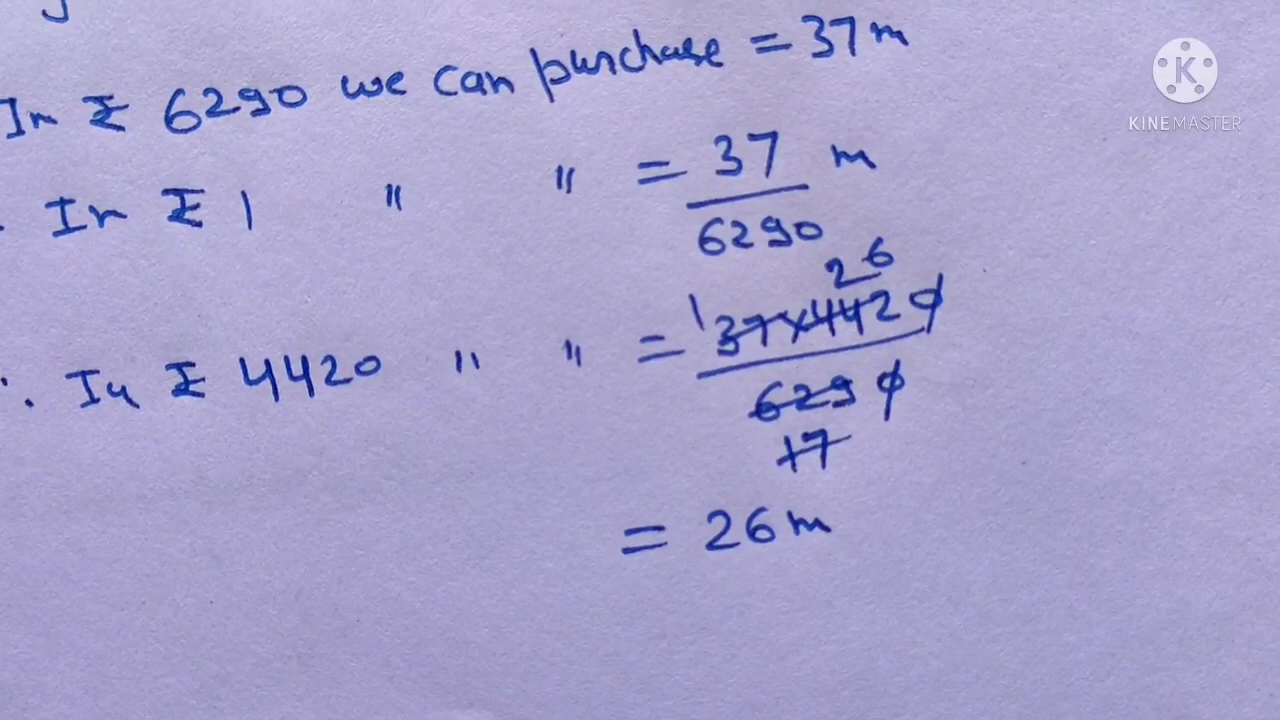 In ₹ 6290 we can purchase = 37 m
K
KINEMASTER
In ₹ 1 " " = 37 m
6290
26
∴ In ₹ 4420 " " = 1 37×4420
6290
17
= 26 m